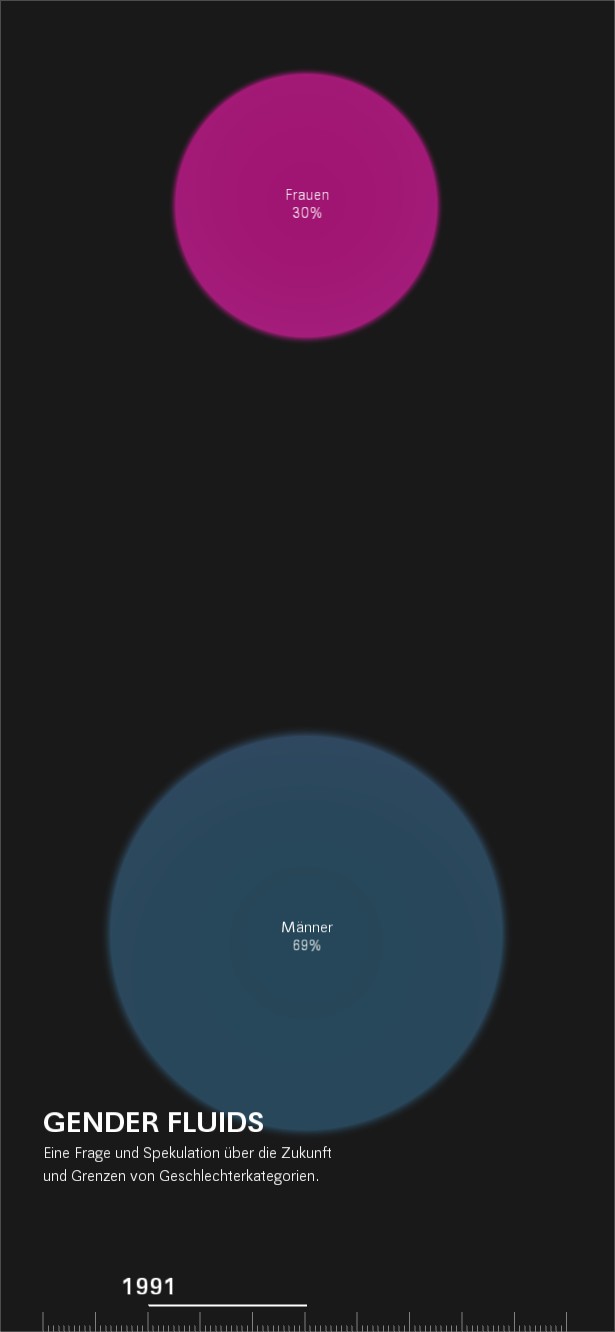 Frauen
30%
Männer
69%
GENDER FLUIDS
Eine Frage und Spekulation über die Zukunft
und Grenzen von Geschlechterkategorien.
1991